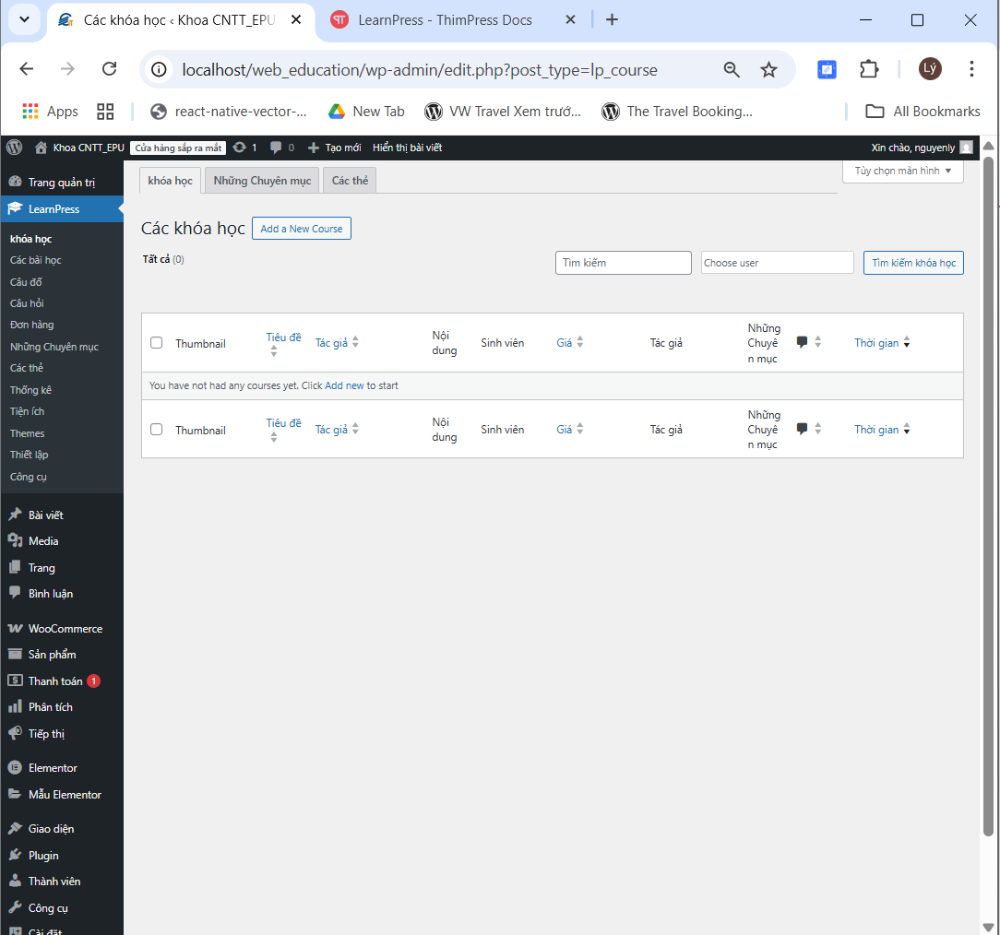 Các khóa học ‹ Khoa CNTT_EPU
LearnPress - ThimPress Docs
localhost/web_education/wp-admin/edit.php?post_type=lp_course
Lý
Apps
react-native-vector-...
New Tab
VW Travel Xem trướ...
The Travel Booking...
All Bookmarks
Khoa CNTT_EPU
Cửa hàng sắp ra mắt
1
0
Tạo mới
Hiển thị bài viết
Xin chào, nguyenly
Trang quản trị
LearnPress
khóa học
Các bài học
Câu đố
Câu hỏi
Đơn hàng
Những Chuyên mục
Các thẻ
Thống kê
Tiện ích
Themes
Thiết lập
Công cụ
Bài viết
Media
Trang
Bình luận
WooCommerce
Sản phẩm
Thanh toán 1
Phân tích
Tiếp thị
Elementor
Mẫu Elementor
Giao diện
Plugin
Thành viên
Công cụ
Cài đặt
khóa học
Những Chuyên mục
Các thẻ
Tùy chọn màn hình
Các khóa học
Add a New Course
Tất cả (0)
Tìm kiếm
Choose user
Tìm kiếm khóa học
Thumbnail
Tiêu đề
Tác giả
Nội
dung
Sinh viên
Giá
Tác giả
Những
Chuyê
n mục
Thời gian
You have not had any courses yet. Click Add new to start
Thumbnail
Tiêu đề
Tác giả
Nội
dung
Sinh viên
Giá
Tác giả
Những
Chuyê
n mục
Thời gian